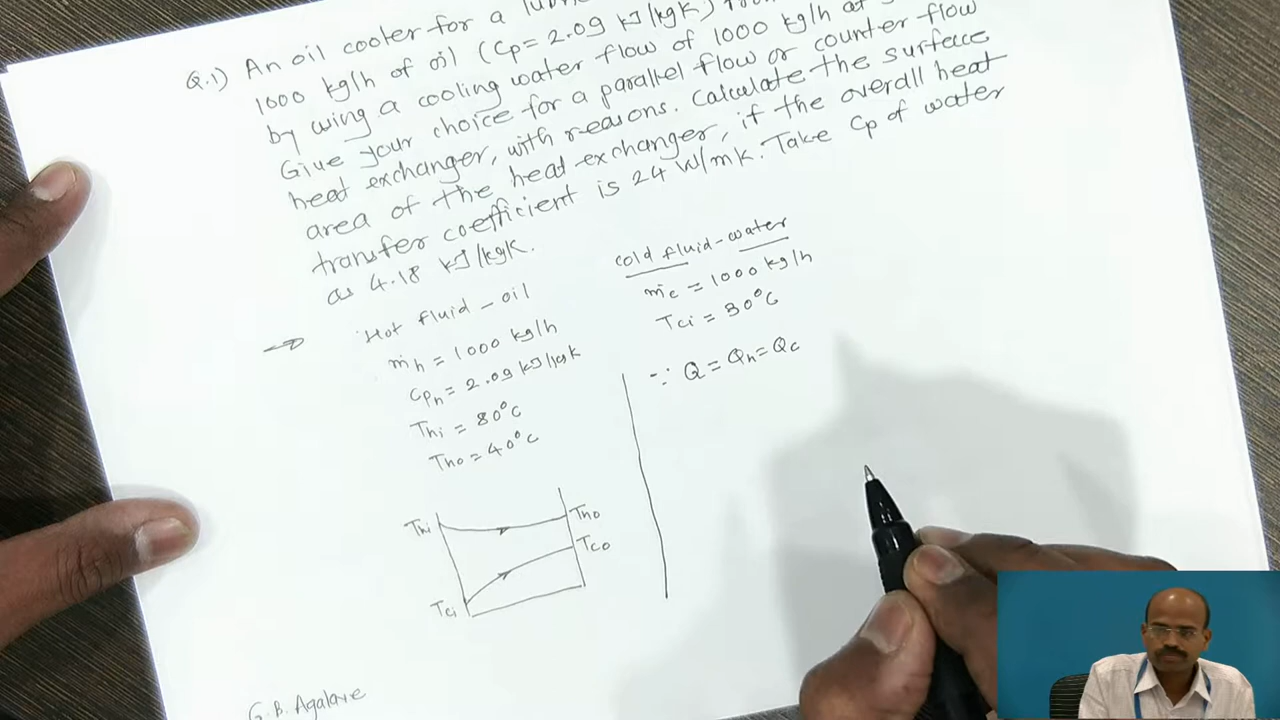 Q.1) An oil cooler for a
1000 kg/h of oil (Cp= 2.09 kJ/kgK)
by using a cooling water flow of 1000 kg/h at
Give your choice for a parallel flow or counter flow
heat exchanger, with reasons. Calculate the surface
area of the heat exchanger, if the overall heat
transfer coefficient is 24 W/mK. Take Cp of water
as 4.18 kJ/kgK.
→ Hot fluid - oil
ṁh = 1000 kg/h
Cph = 2.09 kJ/kgK
Thi = 80°C
Tho = 40°C
cold fluid - water
ṁc = 1000 kg/h
Tci = 30°C
∵ Q = Qh = Qc
Thi
Tho
Tco
Tci
G.B. Agalave